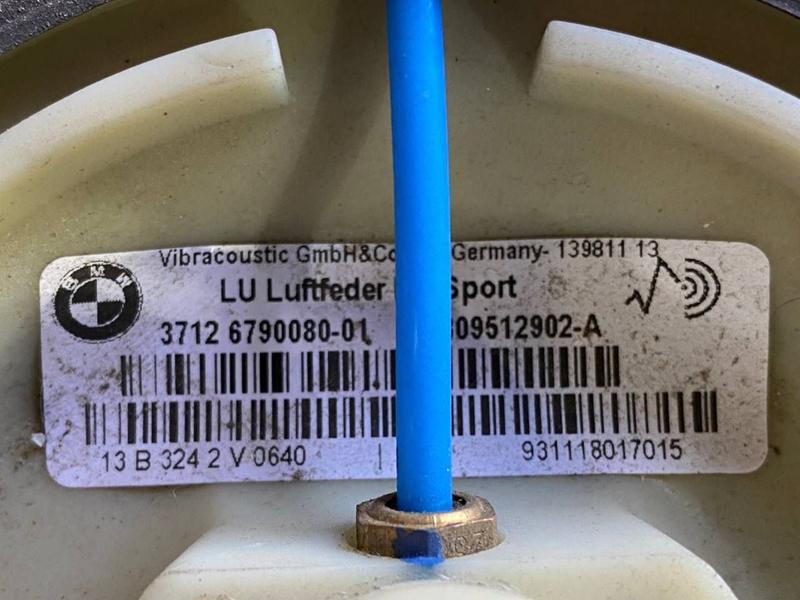 Vibracoustic GmbH&Co Germany- 139811 13
BMW
LU Luftfeder Sport
3712 6790080-01 09512902-A
13 B 324 2 V 0640 931118017015